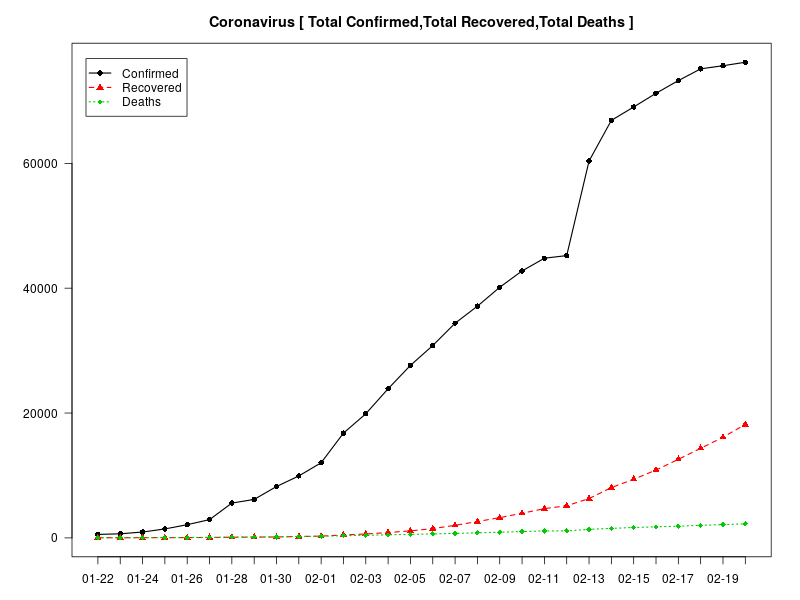 Coronavirus [ Total Confirmed,Total Recovered,Total Deaths ]
Confirmed
Recovered
Deaths
60000
40000
20000
0
01-22 01-24 01-26 01-28 01-30 02-01 02-03 02-05 02-07 02-09 02-11 02-13 02-15 02-17 02-19